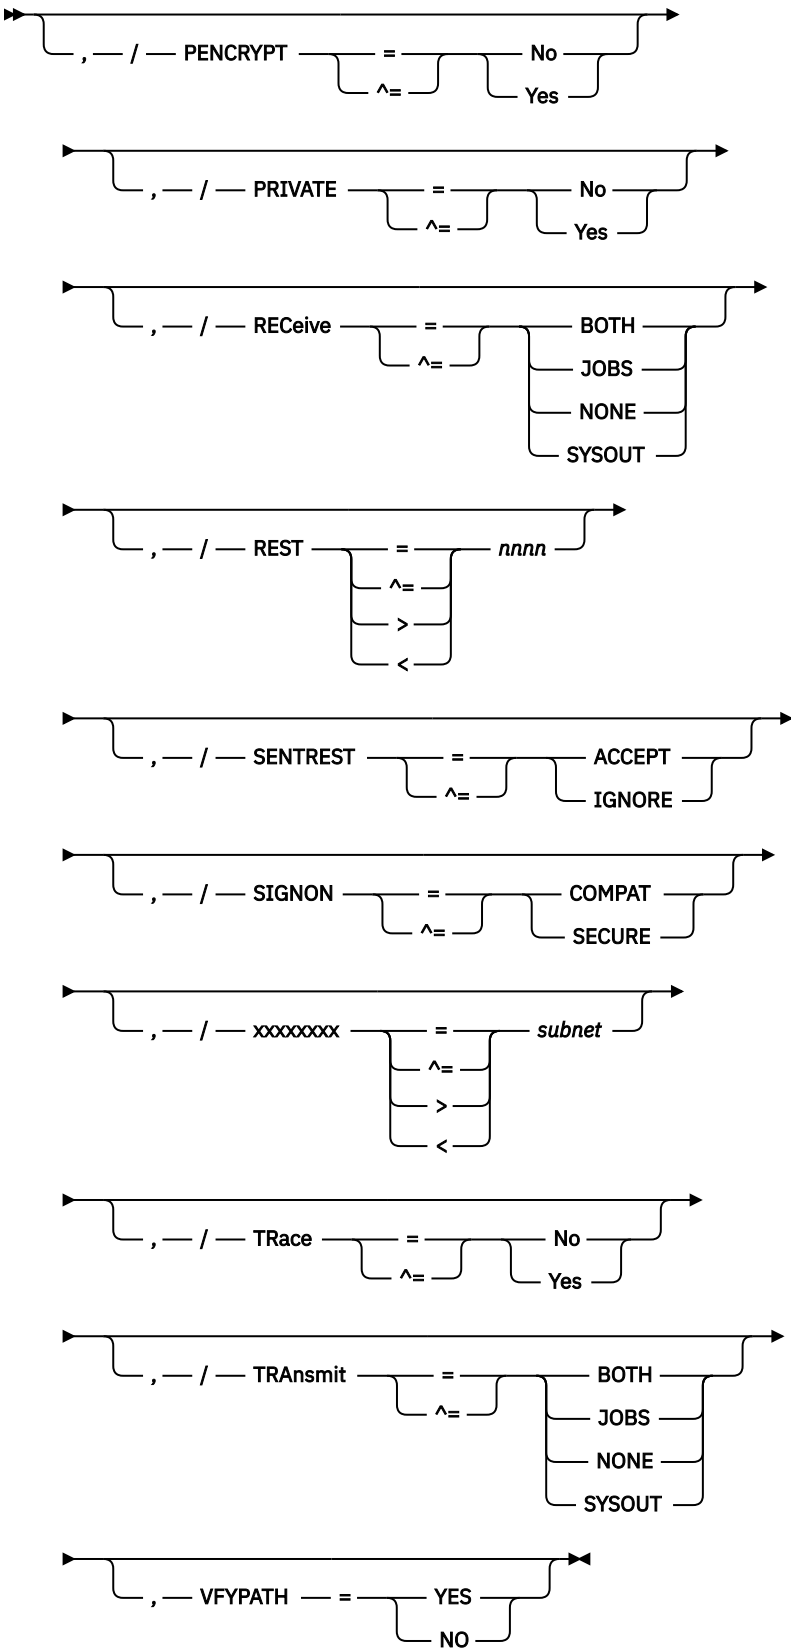 , / PENCRYPT = No
^= Yes
, / PRIVATE = No
^= Yes
, / RECeive = BOTH
^= JOBS
NONE
SYSOUT
, / REST = nnnn
^=
>
<
, / SENTREST = ACCEPT
^= IGNORE
, / SIGNON = COMPAT
^= SECURE
, / xxxxxxxx = subnet
^=
>
<
, / TRace = No
^= Yes
, / TRAnsmit = BOTH
^= JOBS
NONE
SYSOUT
, VFYPATH = YES
NO